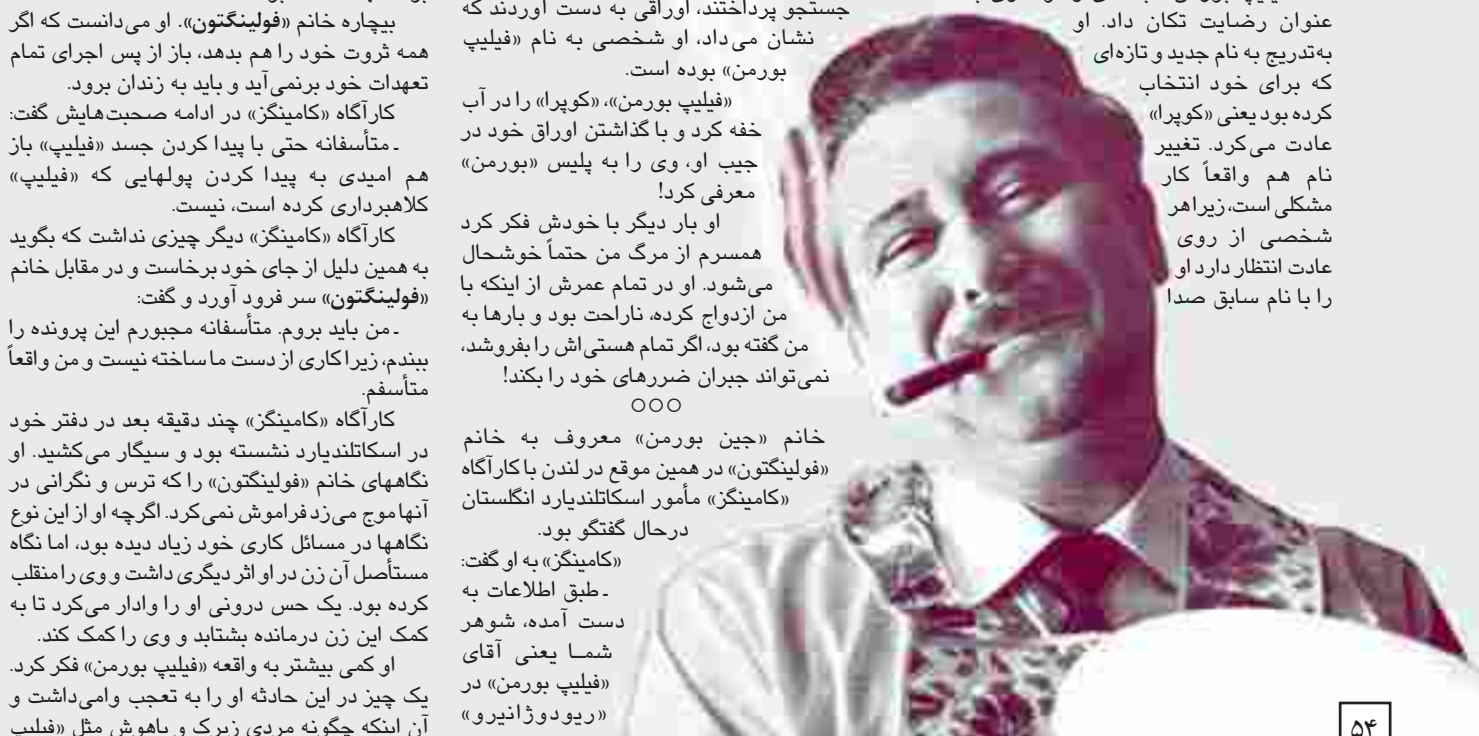 عنوان رضایت تکان داد. او
به‌تدریج به نام جدید و تازه‌ای
که برای خود انتخاب
کرده بود یعنی «کوپرا»
عادت می‌کرد. تغییر
نام هم واقعاً کار
مشکلی است، زیرا هر
شخصی از روی
عادت انتظار دارد او
را با نام سابق صدا
جستجو پرداختند، اوراقی به دست آوردند که
نشان می‌داد، او شخصی به نام «فیلیپ
بورمن» بوده است.
«فیلیپ بورمن»، «کوپرا» را در آب
خفه کرد و با گذاشتن اوراق خود در
جیب او، وی را به پلیس «بورمن»
معرفی کرد!
او بار دیگر با خودش فکر کرد
همسرم از مرگ من حتماً خوشحال
می‌شود. او در تمام عمرش از اینکه با
من ازدواج کرده، ناراحت بود و بارها به
من گفته بود، اگر تمام هستی‌اش را بفروشد،
نمی‌تواند جبران ضررهای خود را بکند!
○○○
خانم «جین بورمن» معروف به خانم
«فولینگتون» در همین موقع در لندن با کارآگاه
«کامینگز» مأمور اسکاتلندیارد انگلستان
درحال گفتگو بود.
«کامینگز» به او گفت:
ـ طبق اطلاعات به
دست آمده، شوهر
شمـا یعنی آقای
«فیلیپ بورمن» در
«ریودوژانیرو»
بیچاره خانم «فولینگتون». او می‌دانست که اگر
همه ثروت خود را هم بدهد، باز از پس اجرای تمام
تعهدات خود برنمی‌آید و باید به زندان برود.
کارآگاه «کامینگز» در ادامه صحبت‌هایش گفت:
ـ متأسفانه حتی با پیدا کردن جسد «فیلیپ» باز
هم امیدی به پیدا کردن پولهایی که «فیلیپ»
کلاهبرداری کرده است، نیست.
کارآگاه «کامینگز» دیگر چیزی نداشت که بگوید
به همین دلیل از جای خود برخاست و در مقابل خانم
«فولینگتون» سر فرود آورد و گفت:
ـ من باید بروم. متأسفانه مجبورم این پرونده را
ببندم، زیرا کاری از دست ما ساخته نیست و من واقعاً
متأسفم.
کارآگاه «کامینگز» چند دقیقه بعد در دفتر خود
در اسکاتلندیارد نشسته بود و سیگار می‌کشید. او
نگاههای خانم «فولینگتون» را که ترس و نگرانی در
آنها موج می‌زد فراموش نمی‌کرد. اگرچه او از این نوع
نگاهها در مسائل کاری خود زیاد دیده بود، اما نگاه
مستأصل آن زن در او اثر دیگری داشت و وی را منقلب
کرده بود. یک حس درونی او را وادار می‌کرد تا به
کمک این زن درمانده بشتابد و وی را کمک کند.
او کمی بیشتر به واقعه «فیلیپ بورمن» فکر کرد.
یک چیز در این حادثه او را به تعجب وامی‌داشت و
آن اینکه چگونه مردی زیرک و باهوش مثل «فیلیپ
۵۴